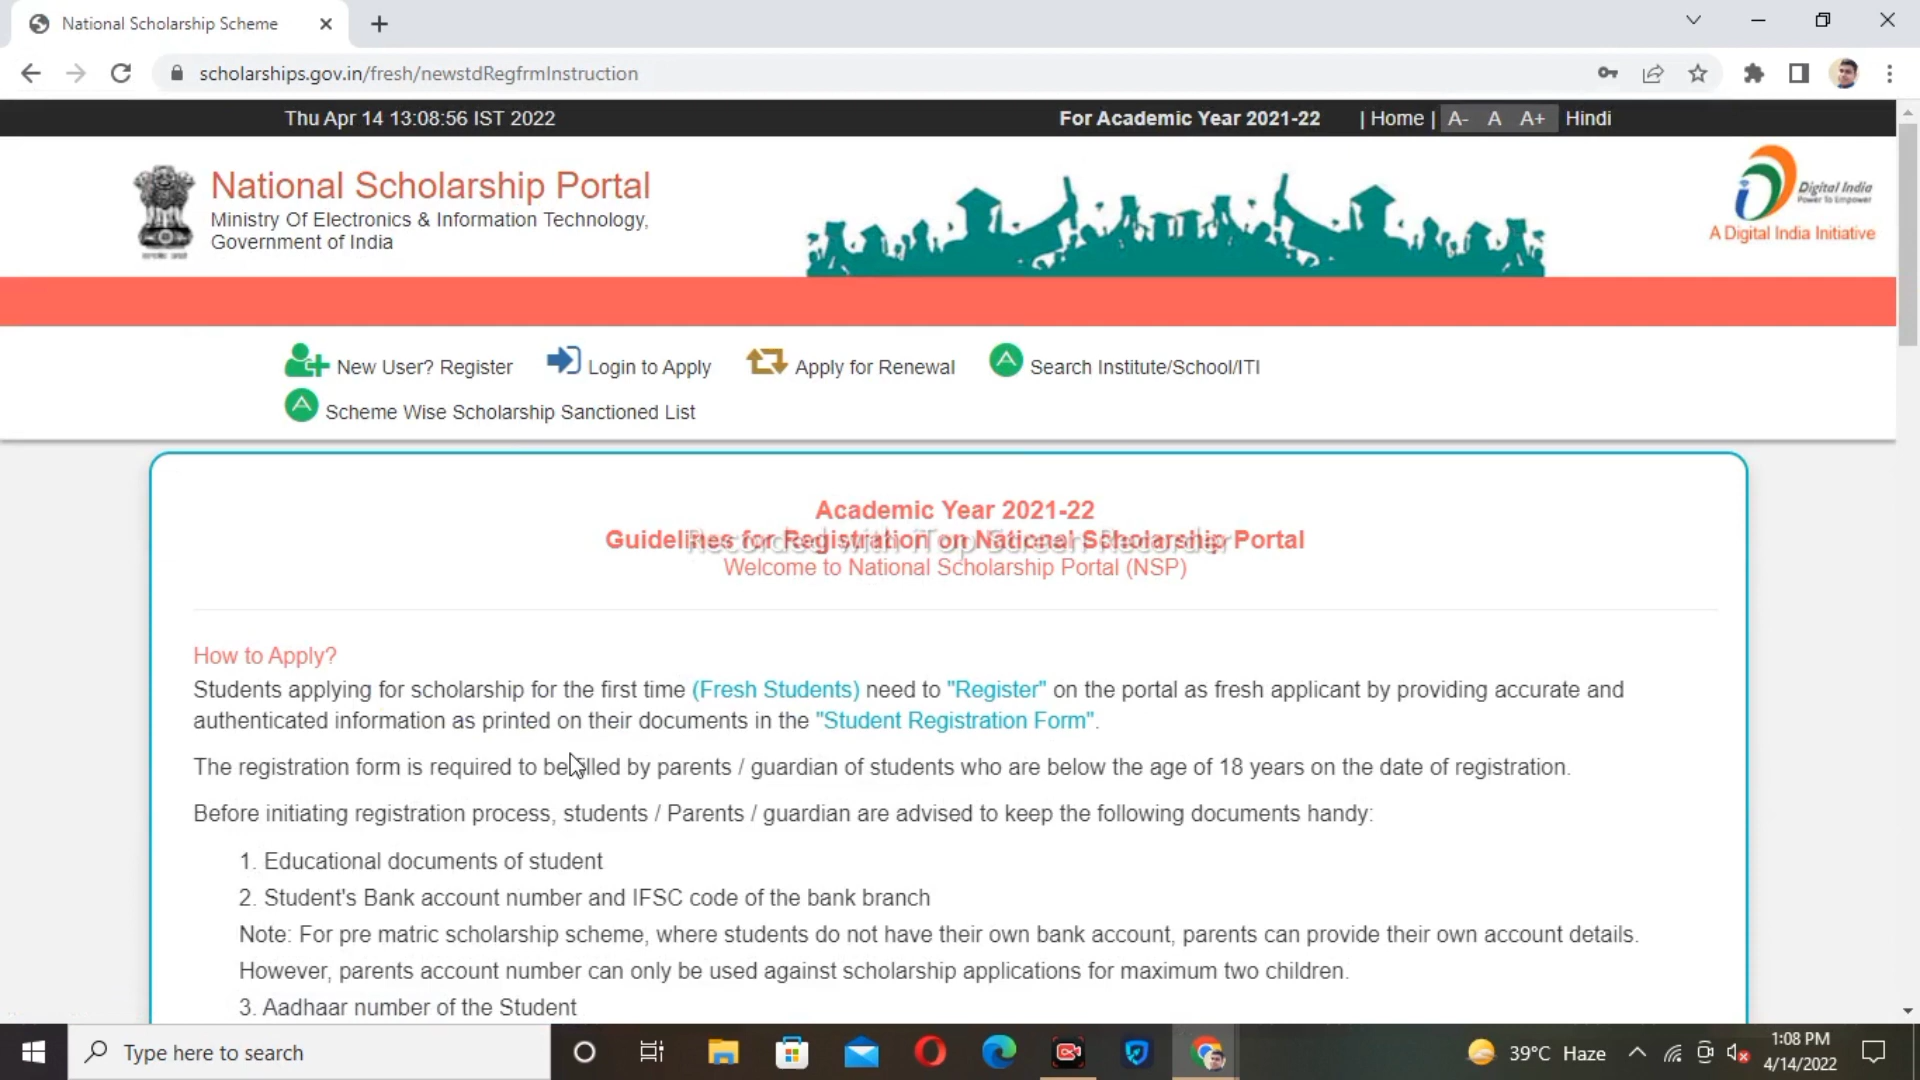 National Scholarship Scheme
scholarships.gov.in/fresh/newstdRegfrmInstruction
Thu Apr 14 13:08:56 IST 2022
For Academic Year 2021-22 | Home | A- A A+ Hindi
National Scholarship Portal
Ministry Of Electronics & Information Technology,
Government of India
Digital India
Power To Empower
A Digital India Initiative
New User? Register Login to Apply Apply for Renewal Search Institute/School/ITI
Scheme Wise Scholarship Sanctioned List
Academic Year 2021-22
Guidelines for Registration on National Scholarship Portal
Recorded with iTop Screen Recorder
Welcome to National Scholarship Portal (NSP)
How to Apply?
Students applying for scholarship for the first time (Fresh Students) need to "Register" on the portal as fresh applicant by providing accurate and
authenticated information as printed on their documents in the "Student Registration Form".
The registration form is required to be filled by parents / guardian of students who are below the age of 18 years on the date of registration.
Before initiating registration process, students / Parents / guardian are advised to keep the following documents handy:
1. Educational documents of student
2. Student's Bank account number and IFSC code of the bank branch
Note: For pre matric scholarship scheme, where students do not have their own bank account, parents can provide their own account details.
However, parents account number can only be used against scholarship applications for maximum two children.
3. Aadhaar number of the Student
Type here to search
39°C Haze
1:08 PM
4/14/2022